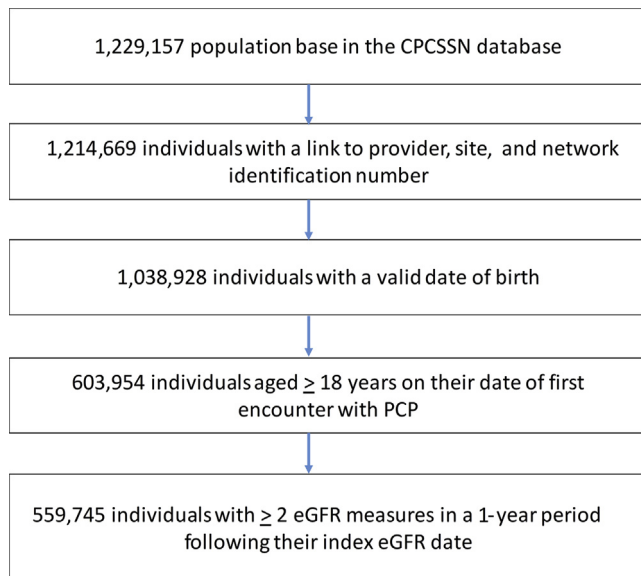 1,229,157 population base in the CPCSSN database
1,214,669 individuals with a link to provider, site, and network
identification number
1,038,928 individuals with a valid date of birth
603,954 individuals aged ≥ 18 years on their date of first
encounter with PCP
559,745 individuals with ≥ 2 eGFR measures in a 1-year period
following their index eGFR date